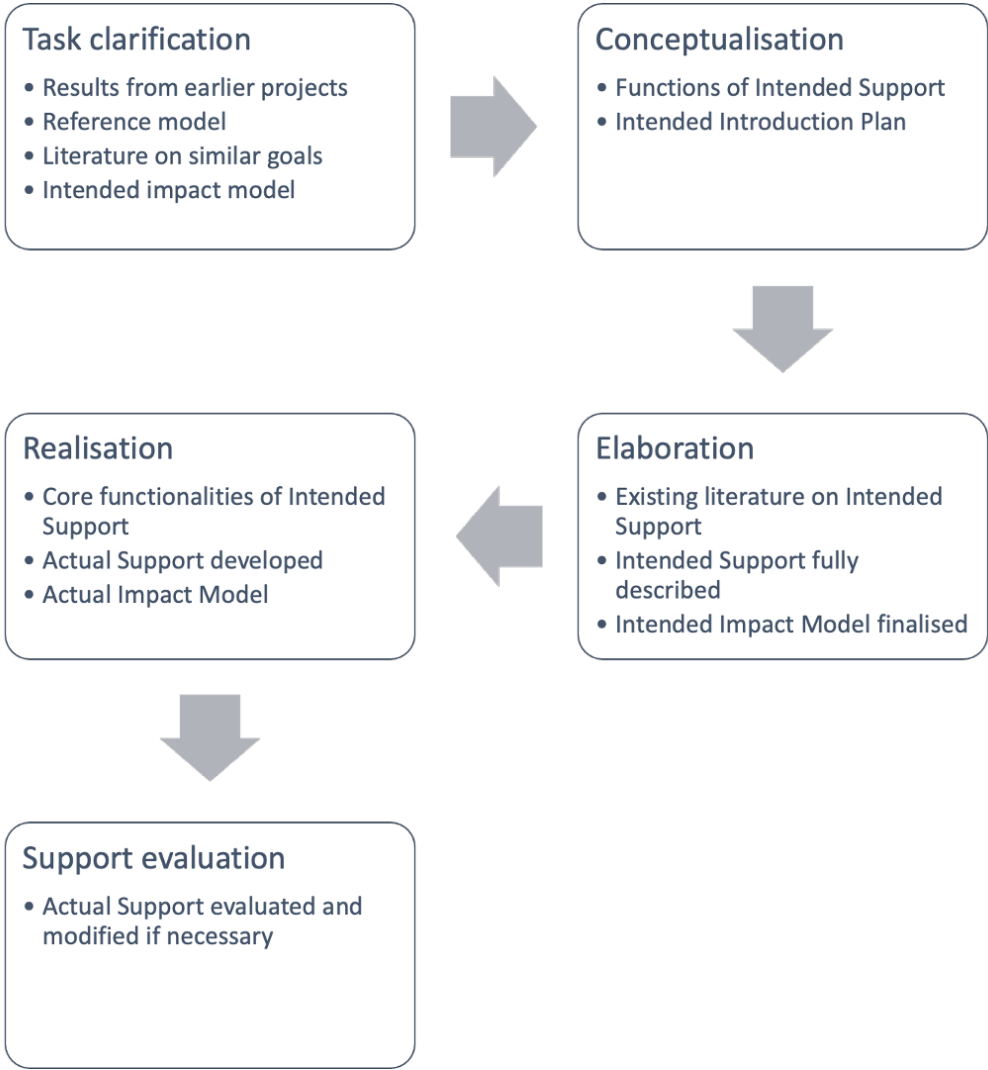 Task clarification
• Results from earlier projects
• Reference model
• Literature on similar goals
• Intended impact model
Conceptualisation
• Functions of Intended Support
• Intended Introduction Plan
Elaboration
• Existing literature on Intended
Support
• Intended Support fully
described
• Intended Impact Model finalised
Realisation
• Core functionalities of Intended
Support
• Actual Support developed
• Actual Impact Model
Support evaluation
• Actual Support evaluated and
modified if necessary